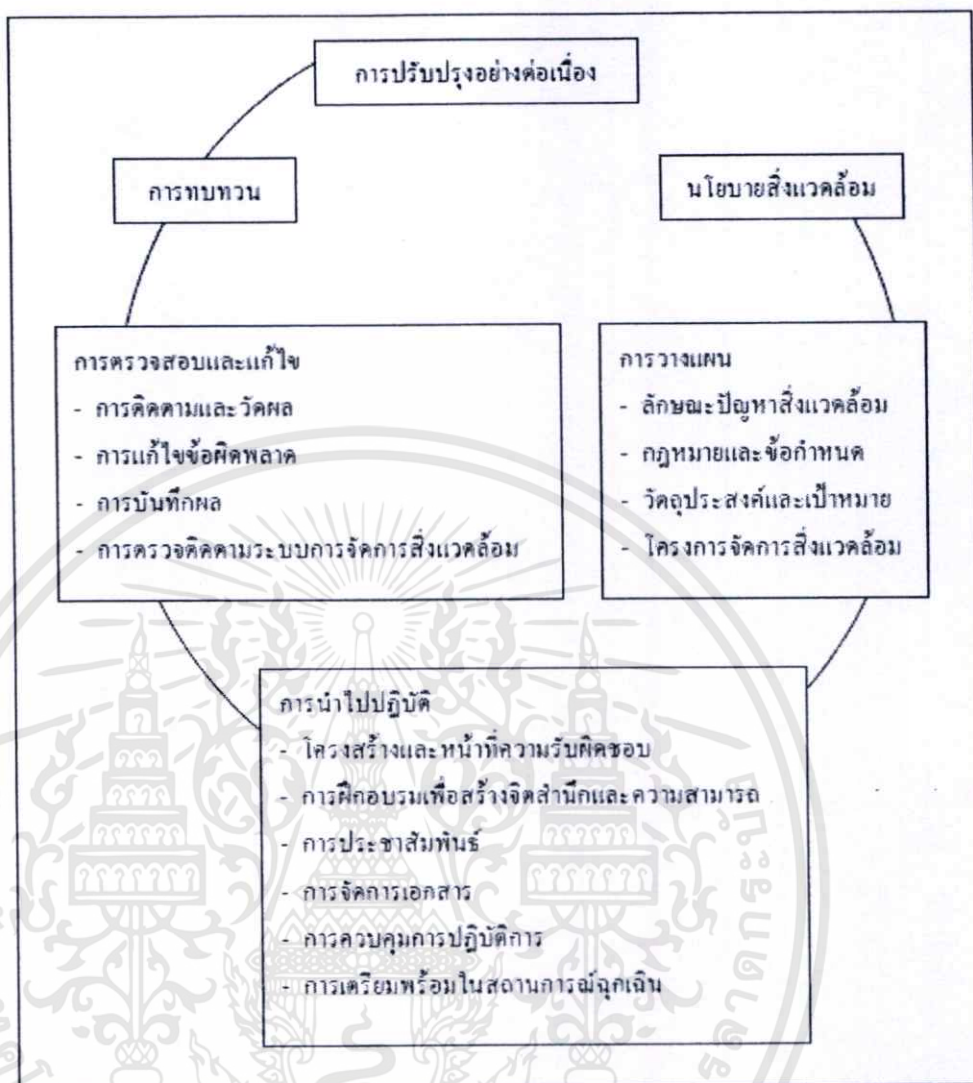 การปรับปรุงอย่างต่อเนื่อง
การทบทวน
นโยบายสิ่งแวดล้อม
การตรวจสอบและแก้ไข
- การติดตามและวัดผล
- การแก้ไขข้อผิดพลาด
- การบันทึกผล
- การตรวจติดตามระบบการจัดการสิ่งแวดล้อม
การวางแผน
- ลักษณะปัญหาสิ่งแวดล้อม
- กฎหมายและข้อกำหนด
- วัตถุประสงค์และเป้าหมาย
- โครงการจัดการสิ่งแวดล้อม
การนำไปปฏิบัติ
- โครงสร้างและหน้าที่ความรับผิดชอบ
- การฝึกอบรมเพื่อสร้างจิตสำนึกและความสามารถ
- การประชาสัมพันธ์
- การจัดการเอกสาร
- การควบคุมการปฏิบัติการ
- การเตรียมพร้อมในสถานการณ์ฉุกเฉิน